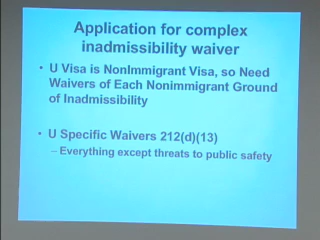 Application for complex
inadmissibility waiver
• U Visa is NonImmigrant Visa, so Need
Waivers of Each Nonimmigrant Ground
of Inadmissibility
• U Specific Waivers 212(d)(13)
– Everything except threats to public safety